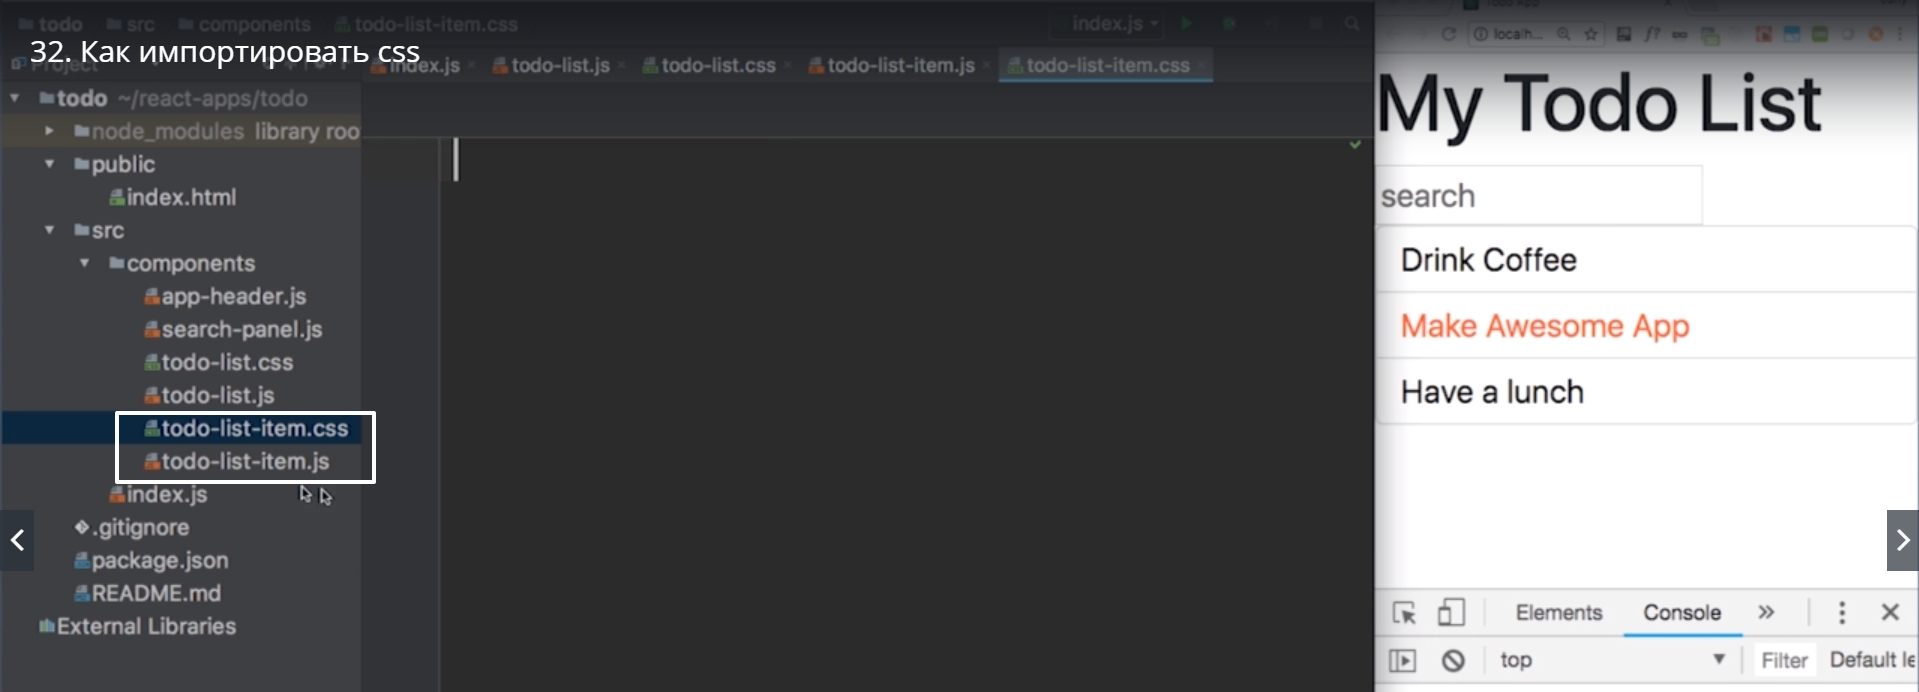 todo src components todo-list-item.css index.js
32. Как импортировать css
Project index.js todo-list.js todo-list.css todo-list-item.js todo-list-item.css
todo ~/react-apps/todo
node_modules library roo
public
index.html
src
components
app-header.js
search-panel.js
todo-list.css
todo-list.js
todo-list-item.css
todo-list-item.js
index.js
.gitignore
package.json
README.md
External Libraries
Todo App
localh...
f?
My Todo List
search
Drink Coffee
Make Awesome App
Have a lunch
Elements Console
top Filter Default le